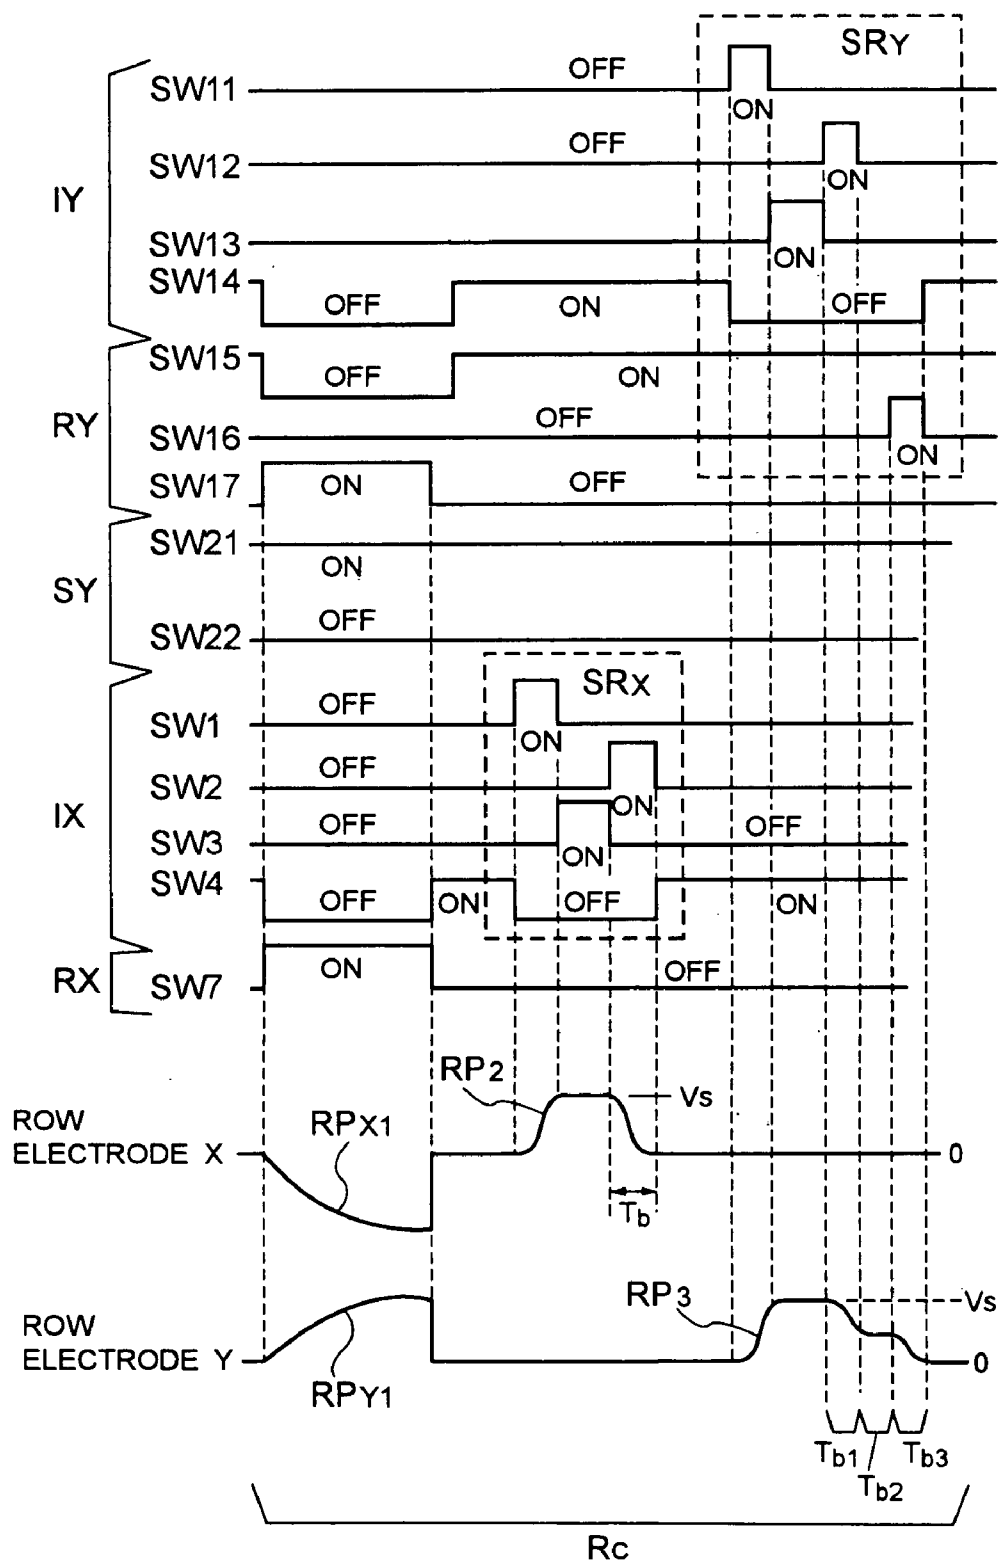 SRY
OFF
SW11
ON
OFF
SW12
ON
IY
SW13
ON
SW14
OFF
ON
OFF
SW15
OFF
ON
RY
OFF
SW16
ON
SW17
ON
OFF
SW21
ON
SY
OFF
SW22
SRX
OFF
SW1
ON
OFF
SW2
ON
IX
OFF
OFF
SW3
ON
SW4
OFF
ON
OFF
ON
RX
ON
OFF
SW7
RP2
Vs
ROW
ELECTRODE X
RPX1
0
Tb
RP3
Vs
ROW
ELECTRODE Y
0
RPY1
Tb1
Tb3
Tb2
Rc